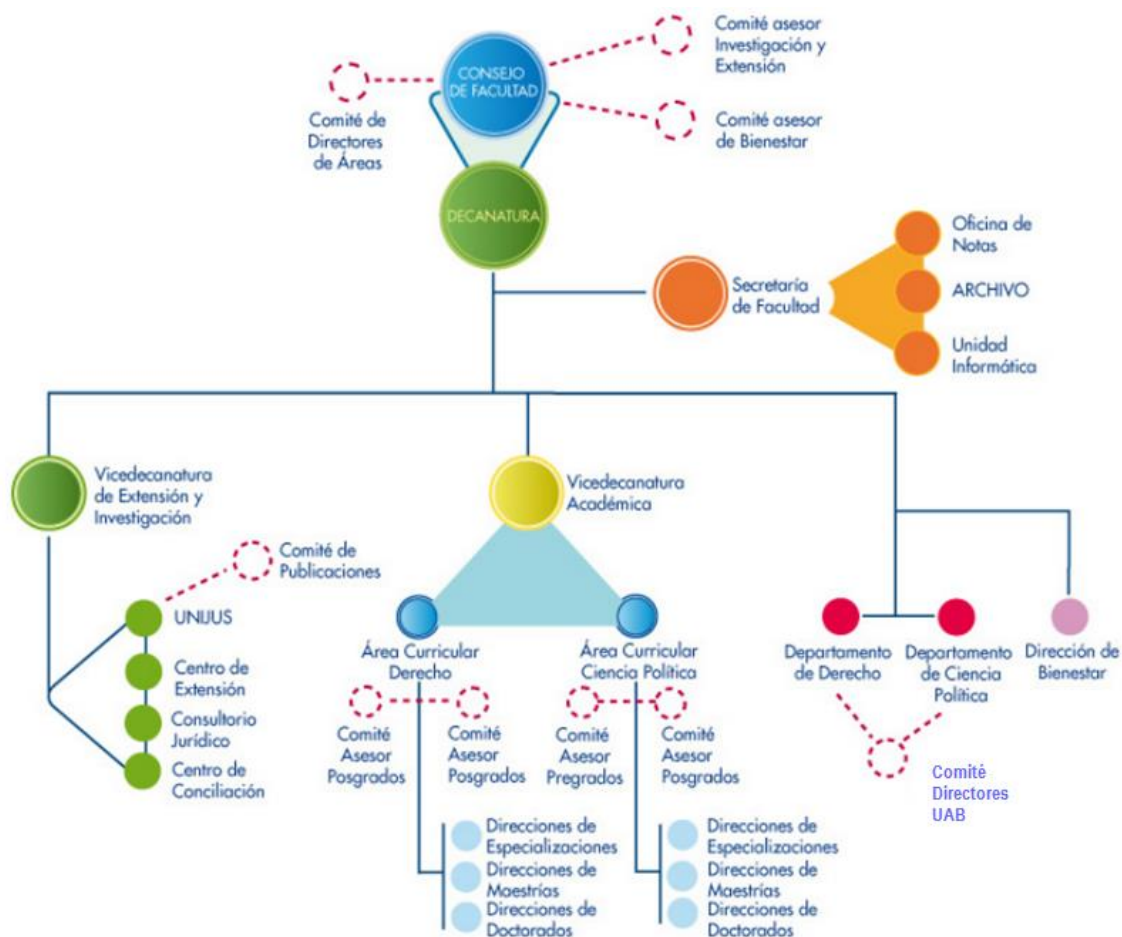 Comité asesor
Investigación y
Extensión
CONSEJO
DE FACULTAD
Comité de
Directores
de Áreas
Comité asesor
de Bienestar
DECANATURA
Oficina de
Notas
Secretaría
de Facultad
ARCHIVO
Unidad
Informática
Vicedecanatura
de Extensión y
Investigación
Vicedecanatura
Académica
Comité de
Publicaciones
UNIJUS
Centro de
Extensión
Consultorio
Jurídico
Centro de
Conciliación
Área Curricular
Derecho
Área Curricular
Ciencia Política
Comité
Asesor
Posgrados
Comité
Asesor
Posgrados
Comité
Asesor
Pregrados
Comité
Asesor
Posgrados
Direcciones de
Especializaciones
Direcciones de
Maestrías
Direcciones de
Doctorados
Direcciones de
Especializaciones
Direcciones de
Maestrías
Direcciones de
Doctorados
Departamento
de Derecho
Departamento
de Ciencia
Política
Dirección de
Bienestar
Comité
Directores
UAB